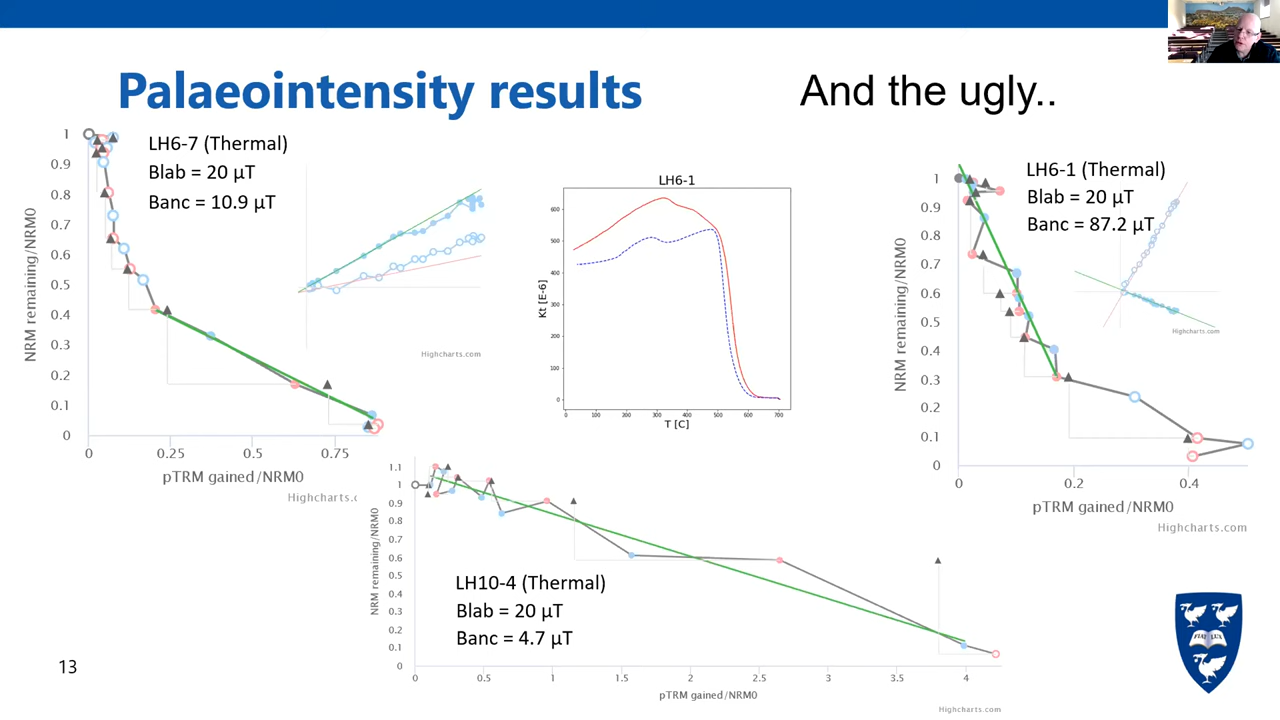 Palaeointensity results
And the ugly..
LH6-7 (Thermal)
Blab = 20 µT
Banc = 10.9 µT
1
0.9
0.8
0.7
0.6
0.5
0.4
0.3
0.2
0.1
0
NRM remaining/NRM0
0
0.25
0.5
0.75
pTRM gained/NRM0
Highcharts.c
Highcharts.com
LH6-1
600
500
400
300
200
100
0
Kt [E-6]
0
100
200
300
400
500
600
700
T [C]
LH6-1 (Thermal)
Blab = 20 µT
Banc = 87.2 µT
1
0.9
0.8
0.7
0.6
0.5
0.4
0.3
0.2
0.1
0
NRM remaining/NRM0
0
0.2
0.4
pTRM gained/NRM0
Highcharts.com
Highcharts.com
1.1
1
0.9
0.8
0.7
0.6
0.5
0.4
0.3
0.2
0.1
0
NRM remaining/NRM0
LH10-4 (Thermal)
Blab = 20 µT
Banc = 4.7 µT
0
0.5
1
1.5
2
2.5
3
3.5
4
pTRM gained/NRM0
Highcharts.com
FIAT LUX
13